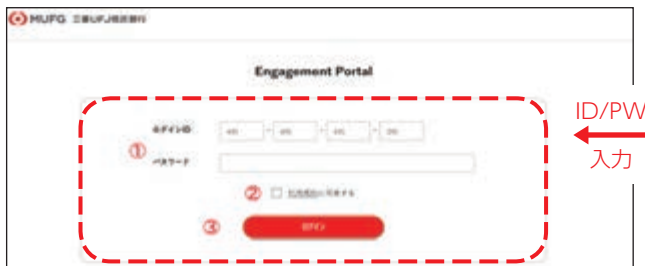 MUFG 三菱UFJ信託銀行
Engagement Portal
ログインID
① パスワード
② 利用規約に同意する
③ ログイン
ID/PW
入力